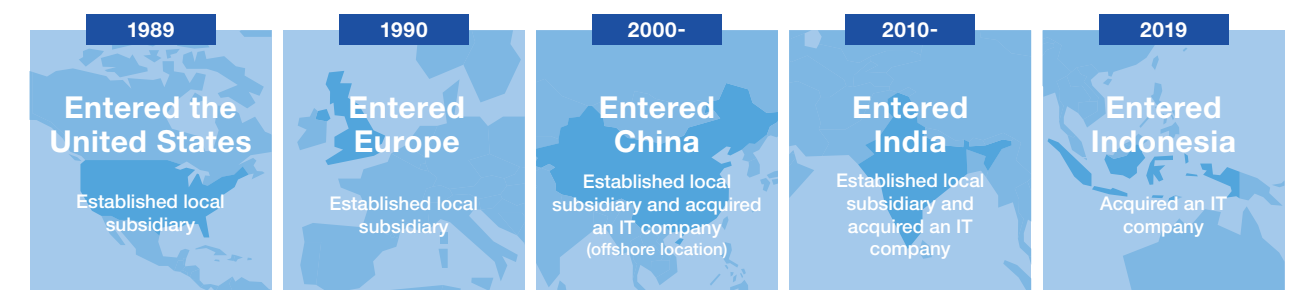 1989
Entered the
United States
Established local
subsidiary
1990
Entered
Europe
Established local
subsidiary
2000-
Entered
China
Established local
subsidiary and acquired
an IT company
(offshore location)
2010-
Entered
India
Established local
subsidiary and
acquired an IT
company
2019
Entered
Indonesia
Acquired an IT
company